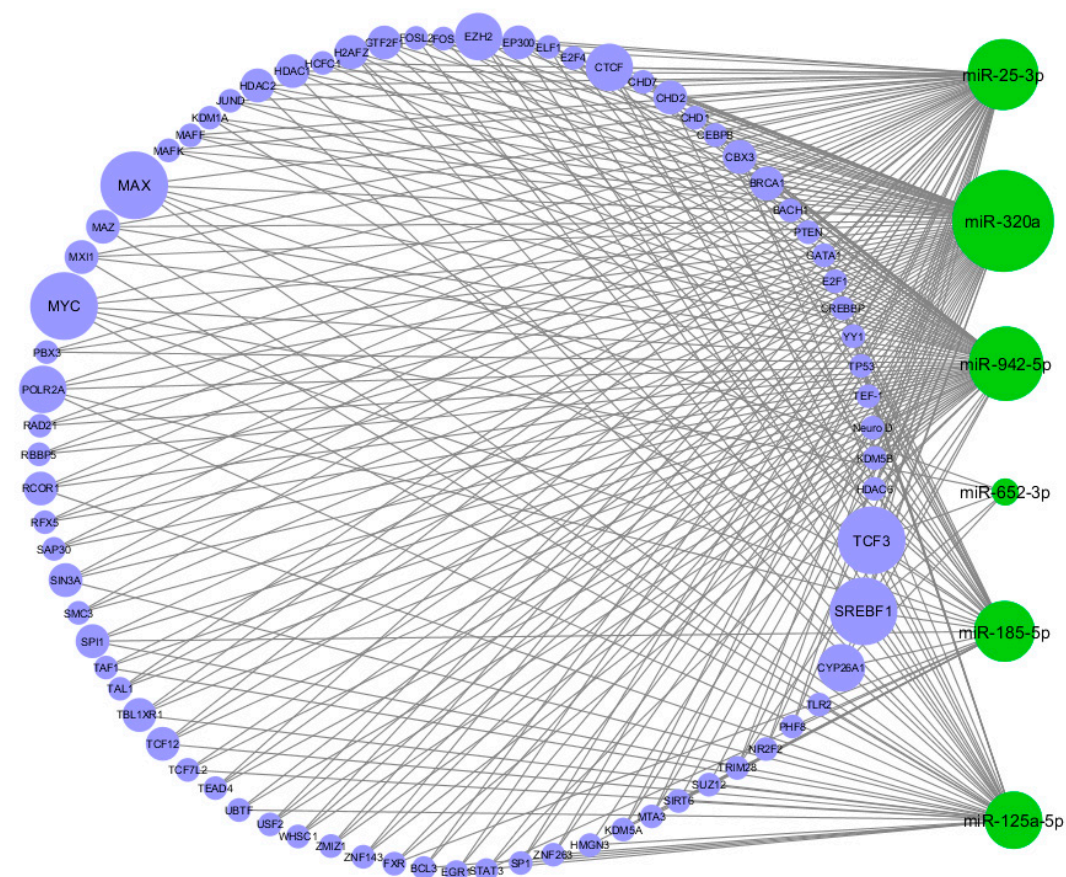 FOSL2
FOS
EZH2
EP300
ELF1
E2F4
CTCF
CHD7
CHD2
CHD1
CEBPB
CBX3
BRCA1
BACH1
PTEN
GATA1
E2F1
CREBBP
YY1
TP53
TEF-1
Neuro D
KDM5B
HDAC6
TCF3
SREBF1
CYP26A1
TLR2
PHF8
NR2F2
TRIM28
SUZ12
SIRT6
MTA3
KDM5A
HMGN3
ZNF263
SP1
STAT3
EGR1
BCL3
FXR
ZNF143
ZMIZ1
WHSC1
USF2
UBTF
TEAD4
TCF7L2
TCF12
TBL1XR1
TAL1
TAF1
SPI1
SMC3
SIN3A
SAP30
RFX5
RCOR1
RBBP5
RAD21
POLR2A
PBX3
MYC
MXI1
MAZ
MAX
MAFK
MAFF
KDM1A
JUND
HDAC2
HDAC1
HCFC1
H2AFZ
GTF2F1
miR-25-3p
miR-320a
miR-942-5p
miR-652-3p
miR-185-5p
miR-125a-5p